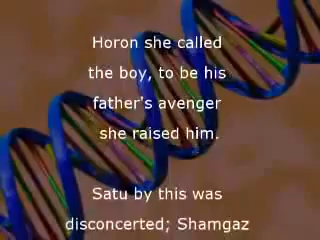 Horon she called
the boy, to be his
father's avenger
she raised him.
Satu by this was
disconcerted; Shamgaz